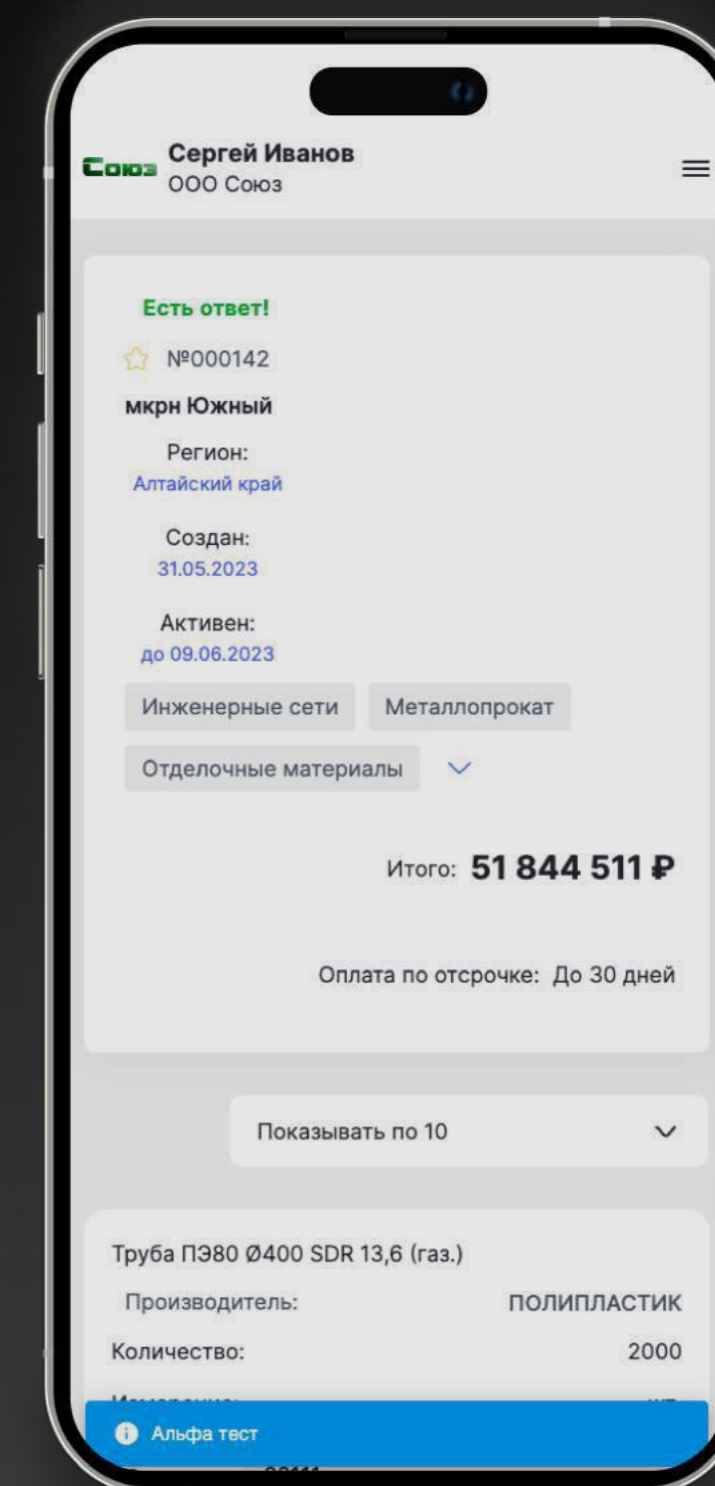 Союз
Сергей Иванов
ООО Союз
Есть ответ!
№000142
мкрн Южный
Регион:
Алтайский край
Создан:
31.05.2023
Активен:
до 09.06.2023
Инженерные сети Металлопрокат
Отделочные материалы
Итого: 51 844 511 ₽
Оплата по отсрочке: До 30 дней
Показывать по 10
Труба ПЭ80 Ø400 SDR 13,6 (газ.)
Производитель: ПОЛИПЛАСТИК
Количество: 2000
Альфа тест